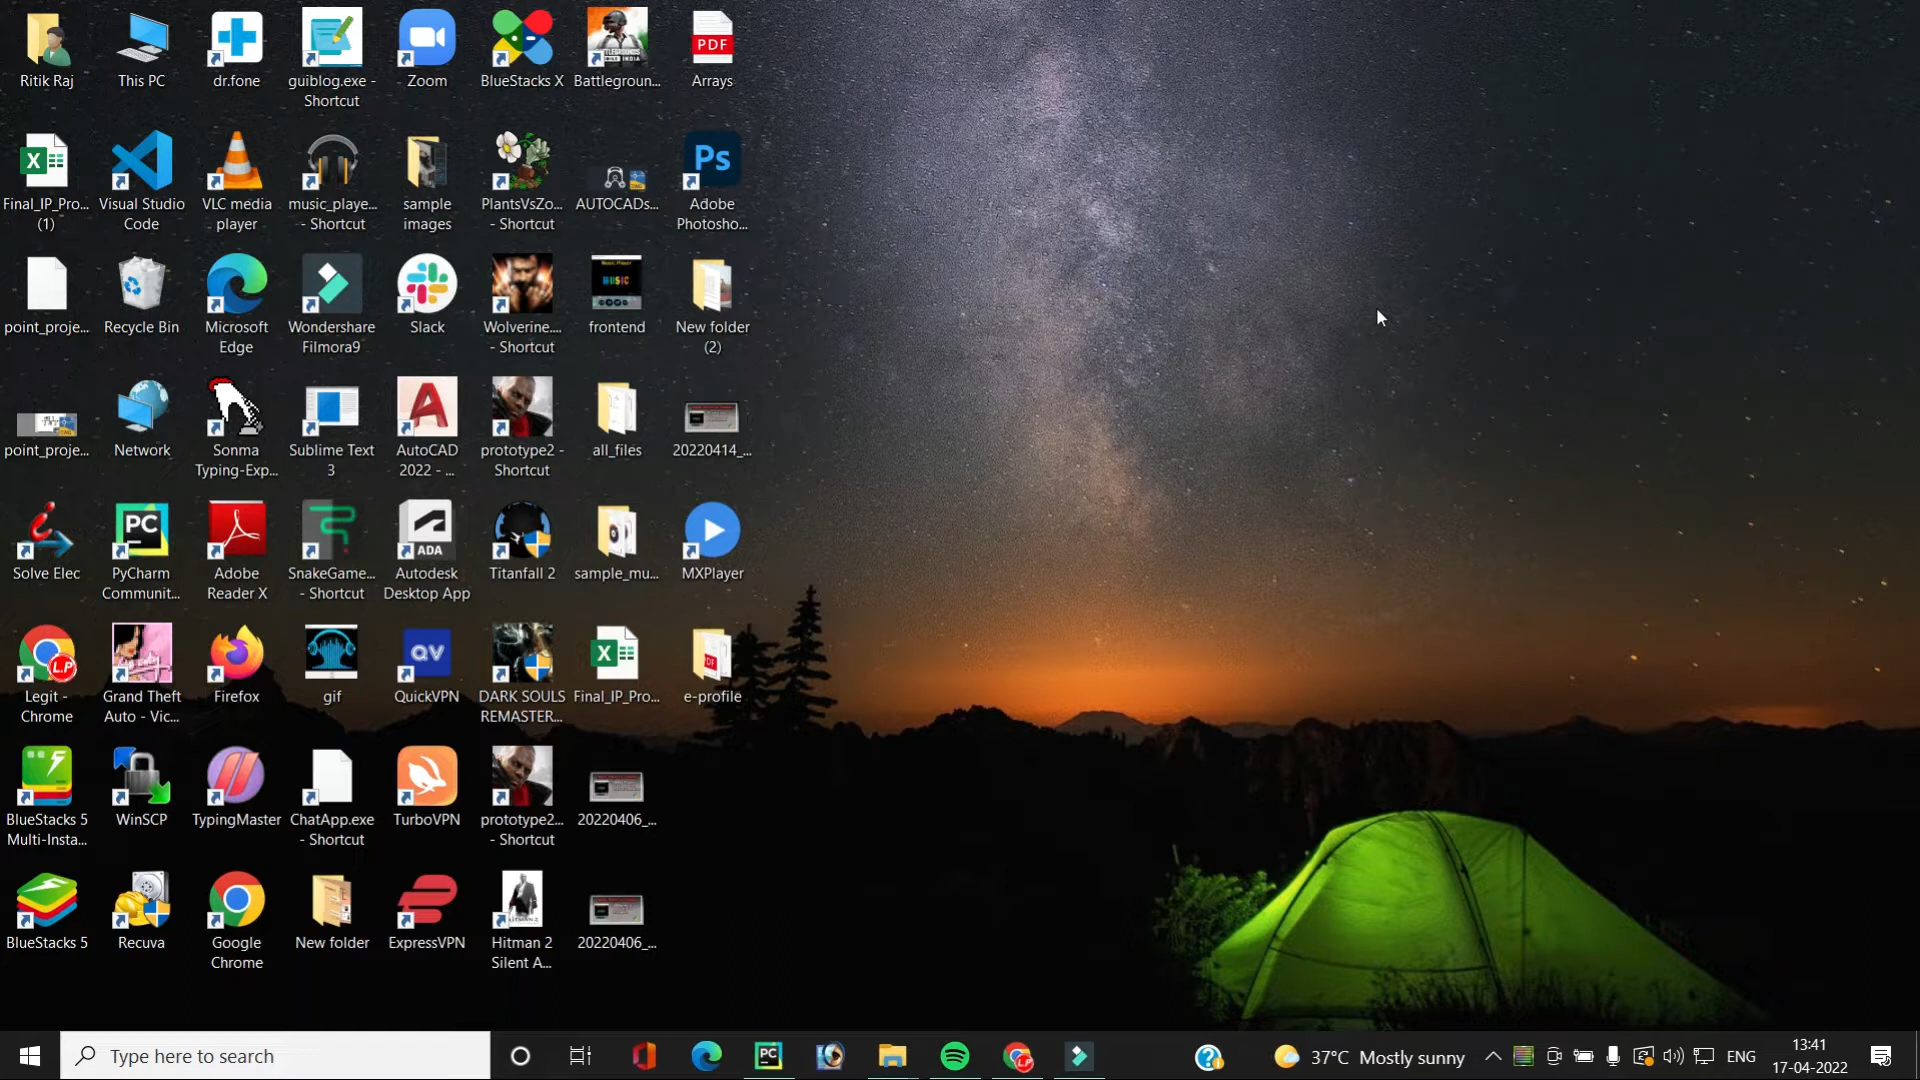 Ritik Raj
This PC
dr.fone
guiblog.exe -
Shortcut
Zoom
BlueStacks X
Battlegroun...
PDF
Arrays
Final_IP_Pro...
(1)
Visual Studio
Code
VLC media
player
music_playe...
- Shortcut
sample
images
PlantsVsZo...
- Shortcut
AUTOCADs...
Ps
Adobe
Photosho...
point_proje...
Recycle Bin
Microsoft
Edge
Wondershare
Filmora9
Slack
Wolverine....
- Shortcut
MUSIC
frontend
New folder
(2)
point_proje...
Network
Sonma
Typing-Exp...
Sublime Text
3
AutoCAD
2022 - ...
prototype2 -
Shortcut
all_files
20220414_...
Solve Elec
PC
PyCharm
Communit...
Adobe
Reader X
SnakeGame...
- Shortcut
ADA
Autodesk
Desktop App
Titanfall 2
sample_mu...
MXPlayer
L.P
Legit -
Chrome
Grand Theft
Auto - Vic...
Firefox
gif
QV
QuickVPN
DARK SOULS
REMASTER...
Final_IP_Pro...
PDF
e-profile
BlueStacks 5
Multi-Insta...
WinSCP
TypingMaster
ChatApp.exe
- Shortcut
TurboVPN
prototype2...
- Shortcut
20220406_...
BlueStacks 5
Recuva
Google
Chrome
New folder
ExpressVPN
Hitman 2
Silent A...
20220406_...
Type here to search
PC
37°C Mostly sunny
ENG
13:41
17-04-2022